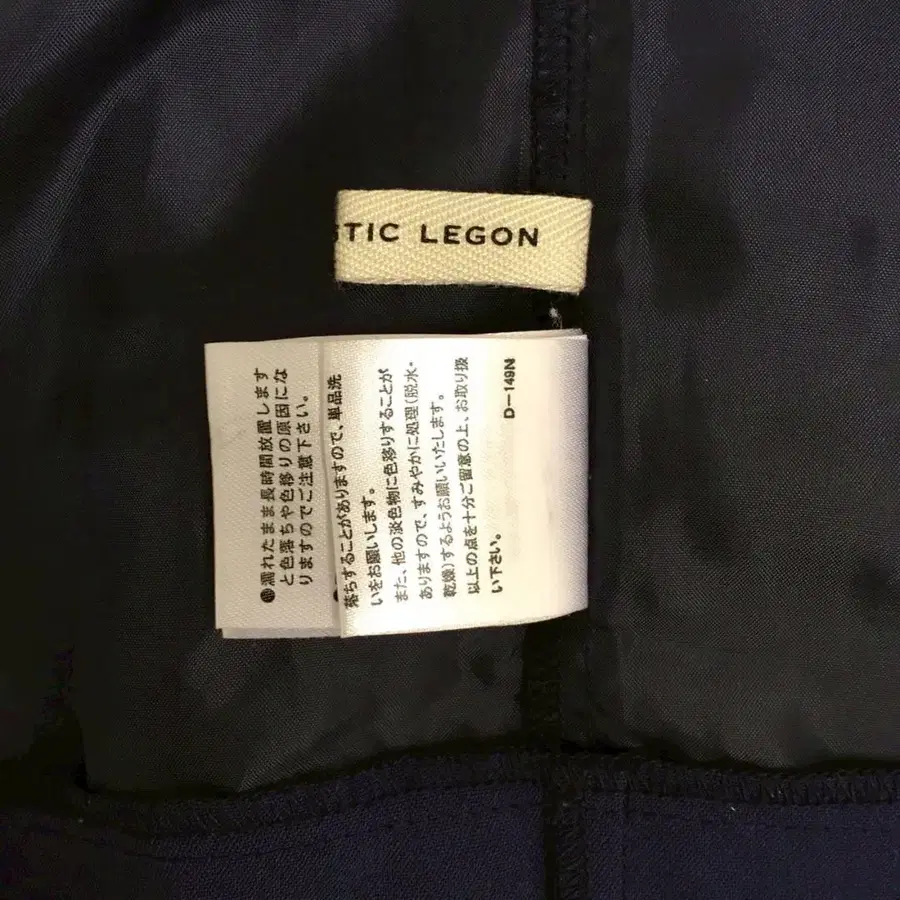 TIC LEGON
●濡れたまま長時間放置します
と色落ちや色移りの原因にな
りますのでご注意下さい。
落ちすることがありますので、単品洗
いをお願いします。
また、他の淡色物に色移りすることが
ありますので、すみやかに処理(脱水・
乾燥)するようお願いいたします。
以上の点を十分ご留意の上、お取り扱
い下さい。
D-149N